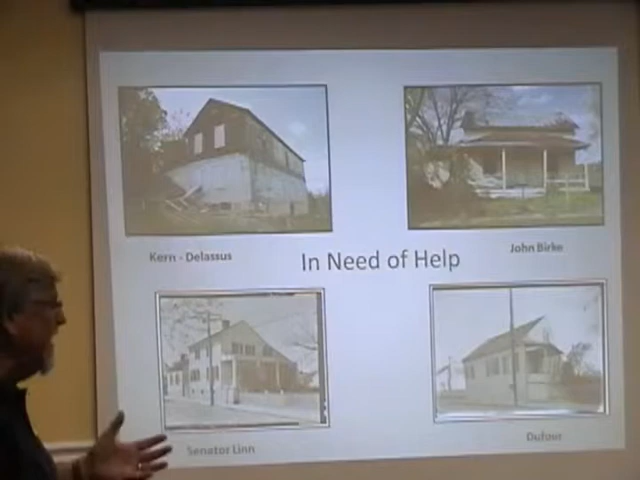 Kern - Delassus
John Birke
In Need of Help
Senator Linn
Dufour